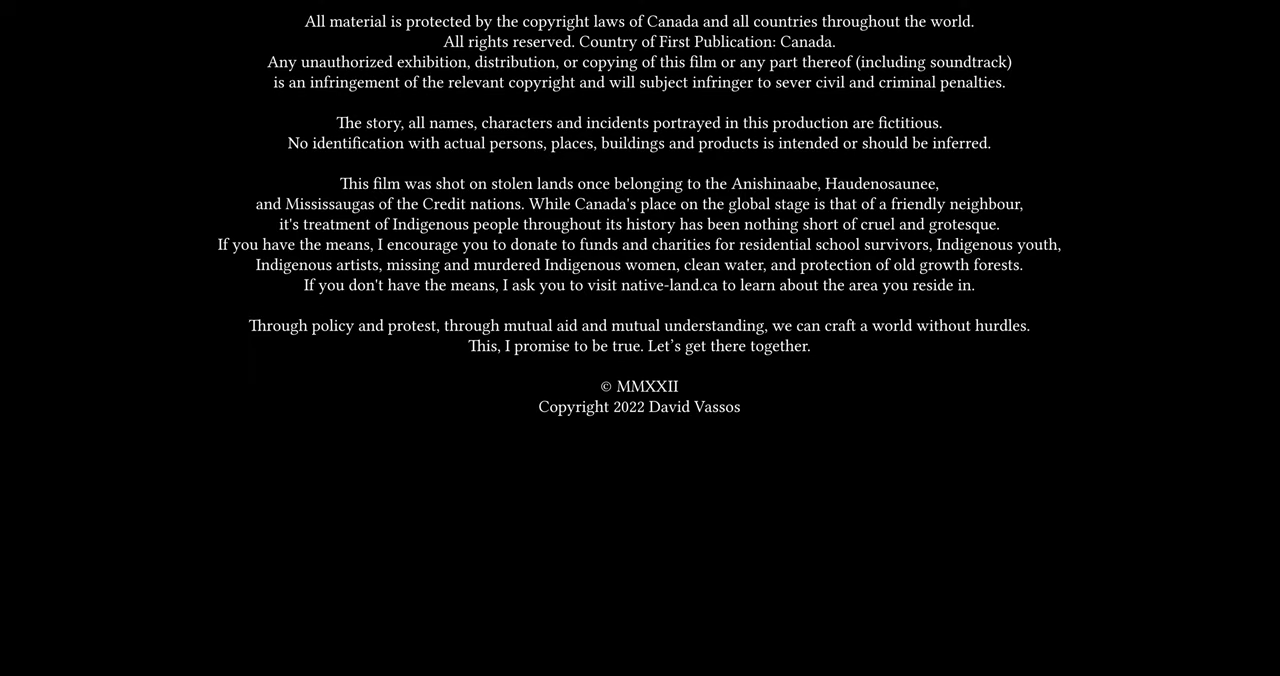 All material is protected by the copyright laws of Canada and all countries throughout the world.
All rights reserved. Country of First Publication: Canada.
Any unauthorized exhibition, distribution, or copying of this film or any part thereof (including soundtrack)
is an infringement of the relevant copyright and will subject infringer to sever civil and criminal penalties.
The story, all names, characters and incidents portrayed in this production are fictitious.
No identification with actual persons, places, buildings and products is intended or should be inferred.
This film was shot on stolen lands once belonging to the Anishinaabe, Haudenosaunee,
and Mississaugas of the Credit nations. While Canada's place on the global stage is that of a friendly neighbour,
it's treatment of Indigenous people throughout its history has been nothing short of cruel and grotesque.
If you have the means, I encourage you to donate to funds and charities for residential school survivors, Indigenous youth,
Indigenous artists, missing and murdered Indigenous women, clean water, and protection of old growth forests.
If you don't have the means, I ask you to visit native-land.ca to learn about the area you reside in.
Through policy and protest, through mutual aid and mutual understanding, we can craft a world without hurdles.
This, I promise to be true. Let’s get there together.
© MMXXII
Copyright 2022 David Vassos